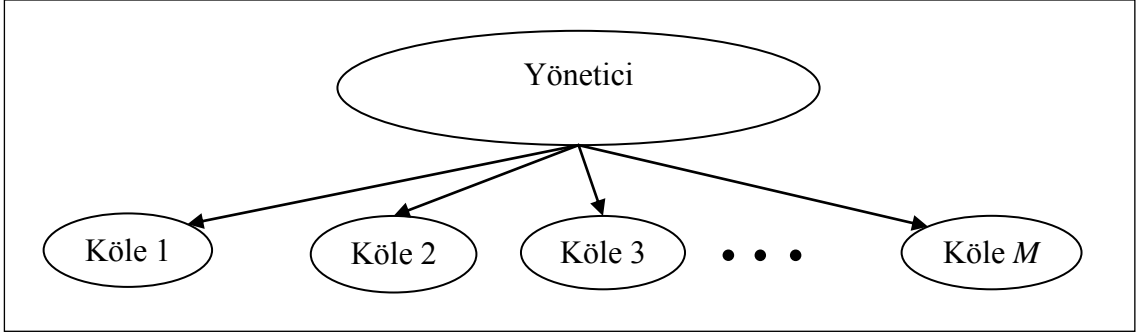 Yönetici
Köle 1
Köle 2
Köle 3
• • •
Köle M